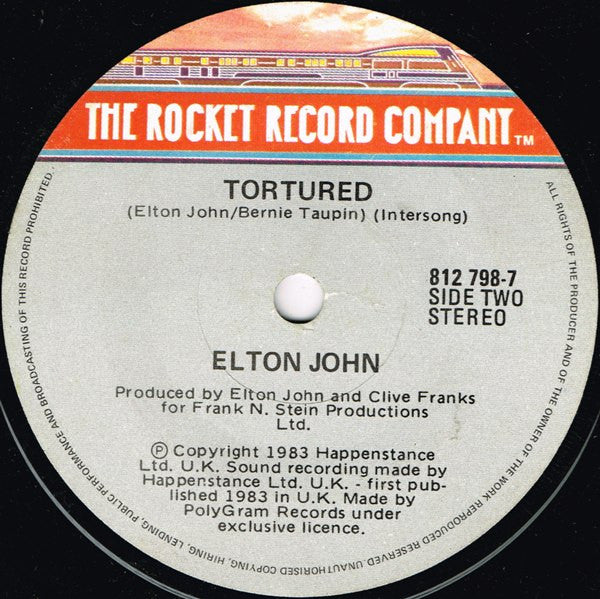 THE ROCKET RECORD COMPANY TM
TORTURED
(Elton John/Bernie Taupin) (Intersong)
812 798-7
SIDE TWO
STEREO
ELTON JOHN
Produced by Elton John and Clive Franks
for Frank N. Stein Productions
Ltd.
Ⓟ Copyright 1983 Happenstance
Ltd. U.K. Sound recording made by
Happenstance Ltd. U.K. - first pub-
lished 1983 in U.K. Made by
PolyGram Records under
exclusive licence.
ALL RIGHTS OF THE PRODUCER AND OF THE OWNER OF THE WORK REPRODUCED RESERVED. UNAUTHORISED COPYING, HIRING, LENDING, PUBLIC PERFORMANCE AND BROADCASTING OF THIS RECORD PROHIBITED.